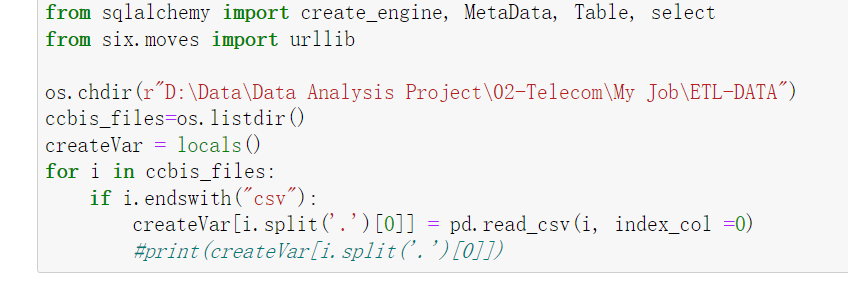 from sqlalchemy import create_engine, MetaData, Table, select
from six.moves import urllib
os.chdir(r"D:\Data\Data Analysis Project\02-Telecom\My Job\ETL-DATA")
ccbis_files=os.listdir()
createVar = locals()
for i in ccbis_files:
    if i.endswith("csv"):
        createVar[i.split('.')[0]] = pd.read_csv(i, index_col =0)
        #print(createVar[i.split('.')[0]])